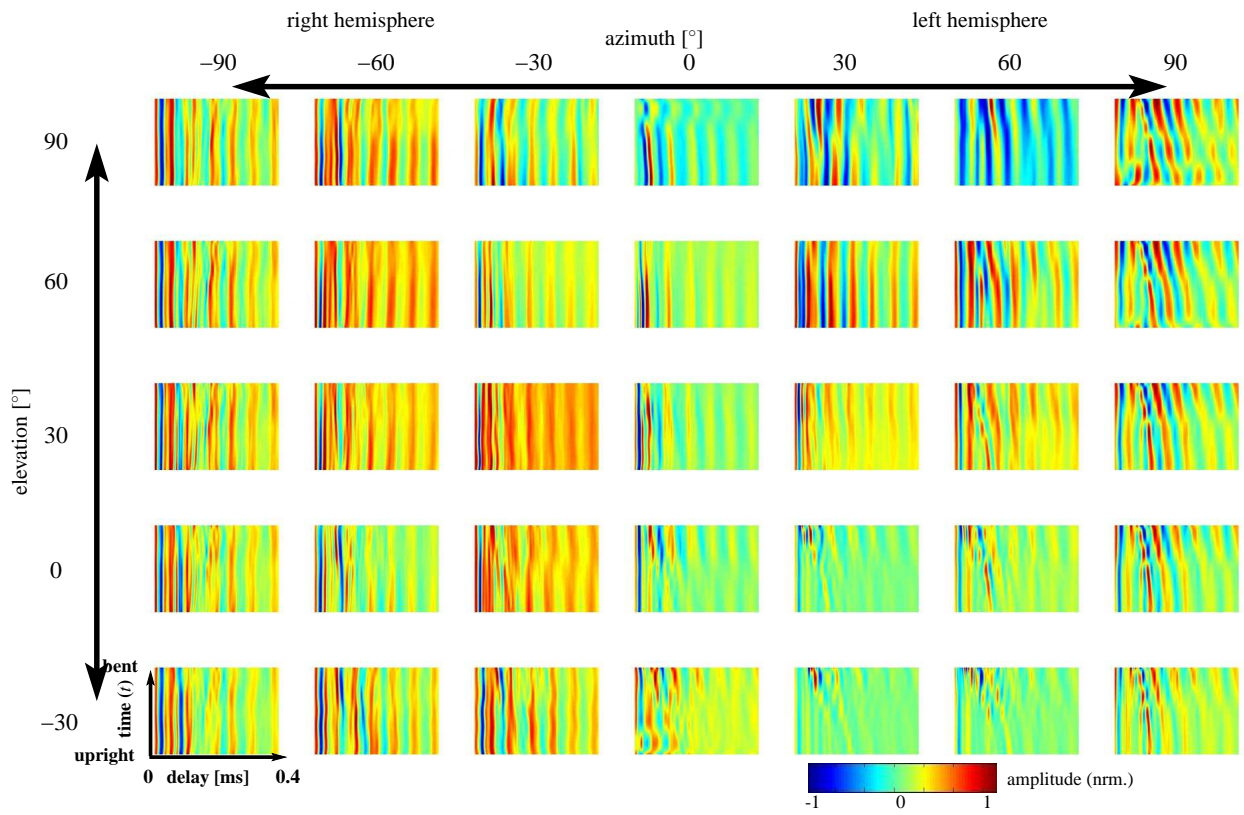 right hemisphere left hemisphere
azimuth [°]
−90 −60 −30 0 30 60 90
90
60
elevation [°]
30
0
bent
time (t)
−30
upright
0 delay [ms] 0.4
amplitude (nrm.)
-1 0 1